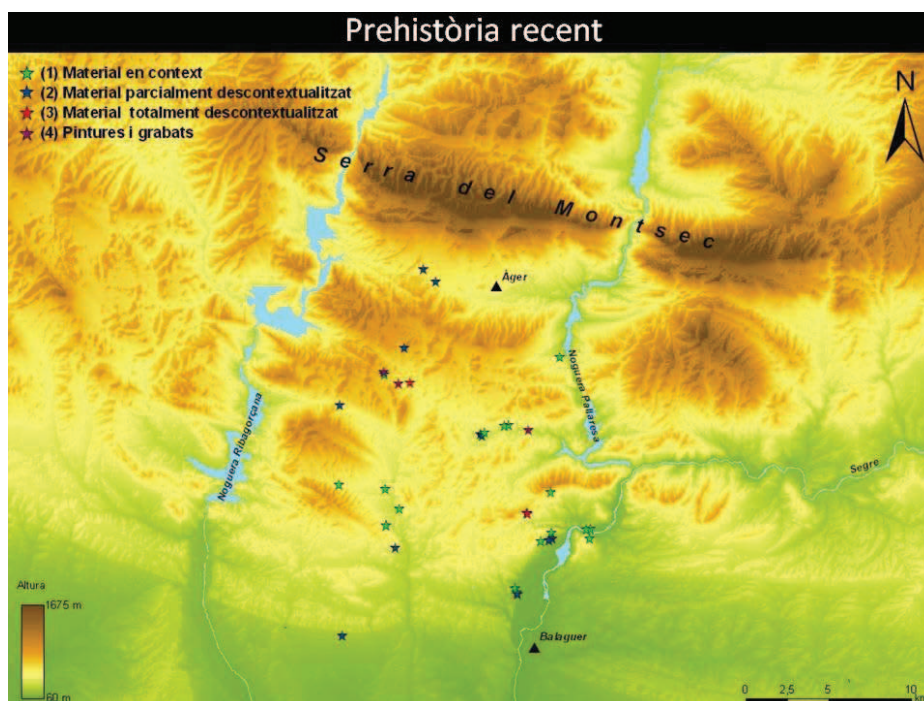 Prehistòria recent
(1) Material en context
(2) Material parcialment descontextualitzat
(3) Material totalment descontextualitzat
(4) Pintures i grabats
N
Serra del Montsec
Àger
Noguera Pallaresa
Noguera Ribagorçana
Segre
Altura
1675 m
60 m
Balaguer
0 2,5 5 10
km